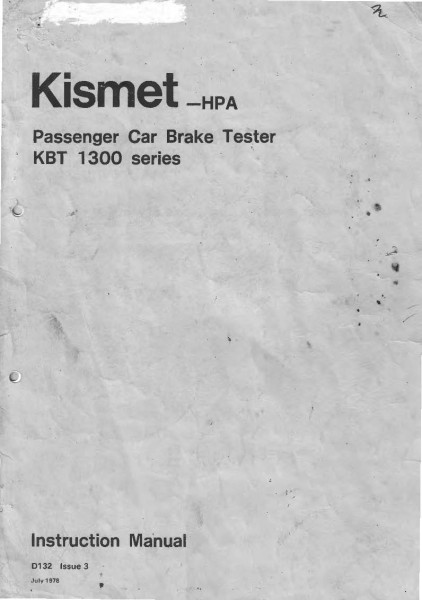 Kismet –HPA
Passenger Car Brake Tester
KBT 1300 series
Instruction Manual
D132 Issue 3
July 1978